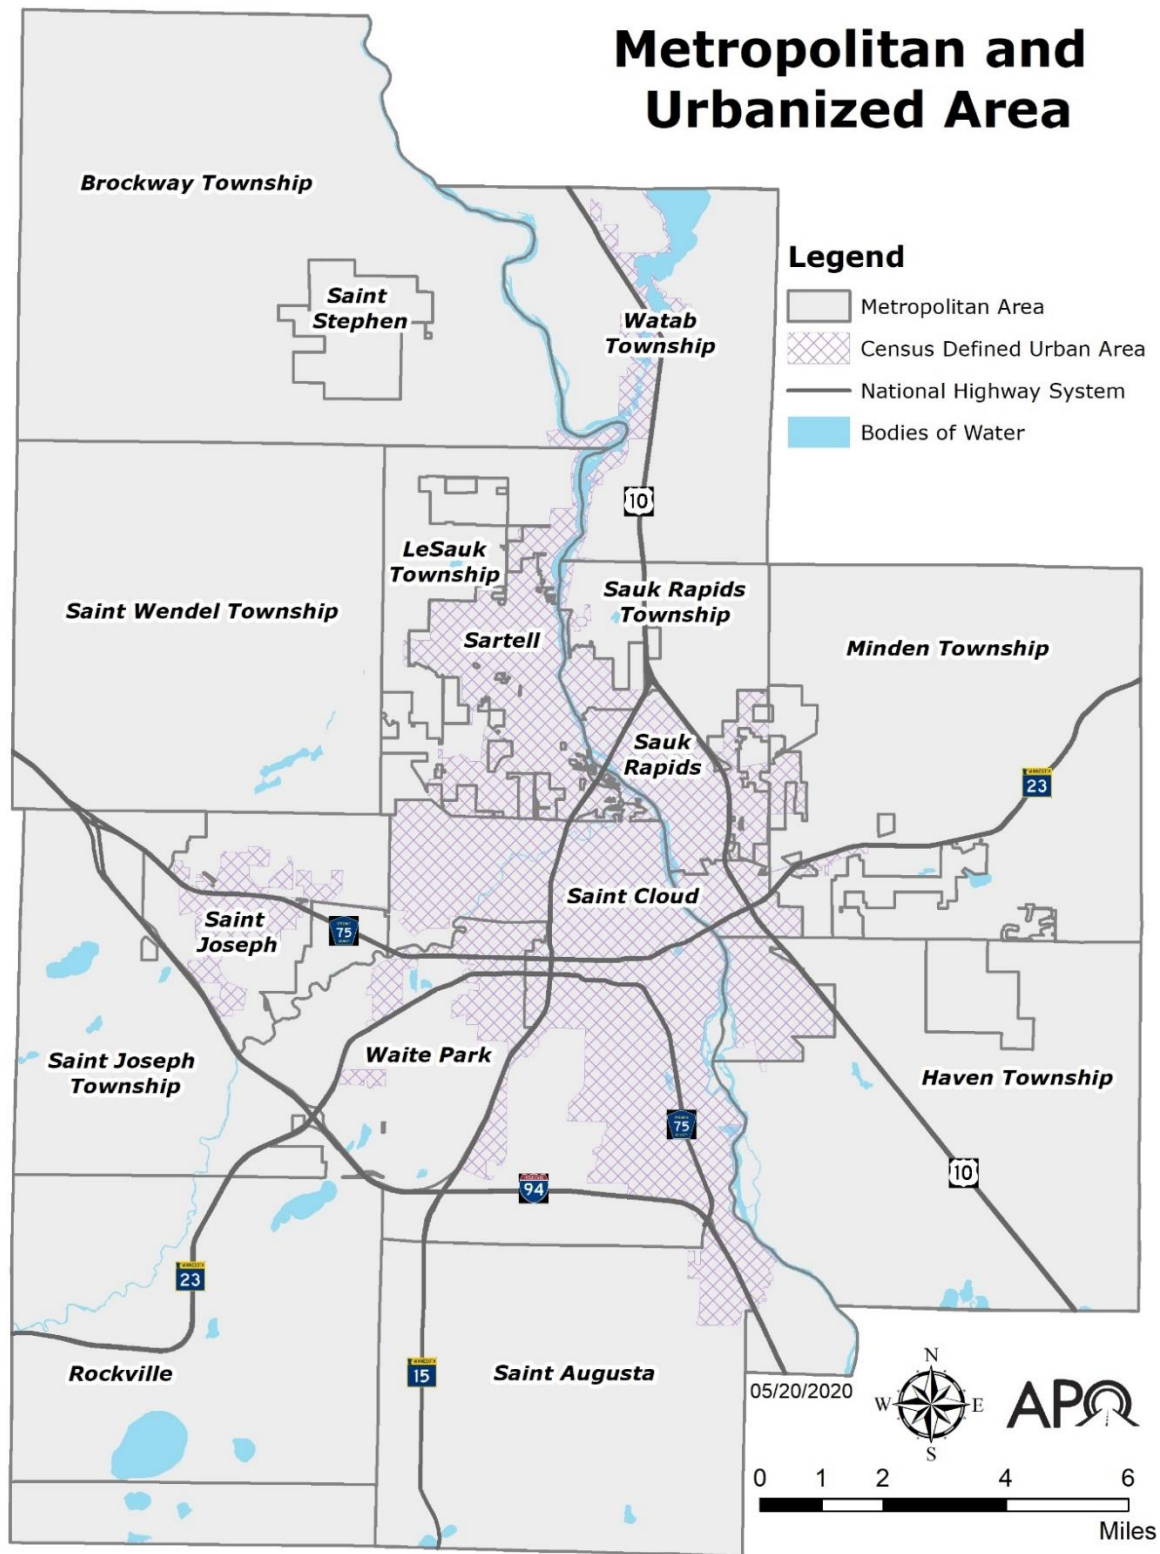 Metropolitan and
Urbanized Area
Brockway Township
Saint
Stephen
Watab
Township
Legend
Metropolitan Area
Census Defined Urban Area
National Highway System
Bodies of Water
10
LeSauk
Township
Saint Wendel Township
Sartell
Sauk Rapids
Township
Minden Township
Sauk
Rapids
23
Saint Cloud
Saint
Joseph
75
Saint Joseph
Township
Waite Park
Haven Township
75
10
94
23
Rockville
15
Saint Augusta
05/20/2020
N
W
E
S
APO
0
1
2
4
6
Miles